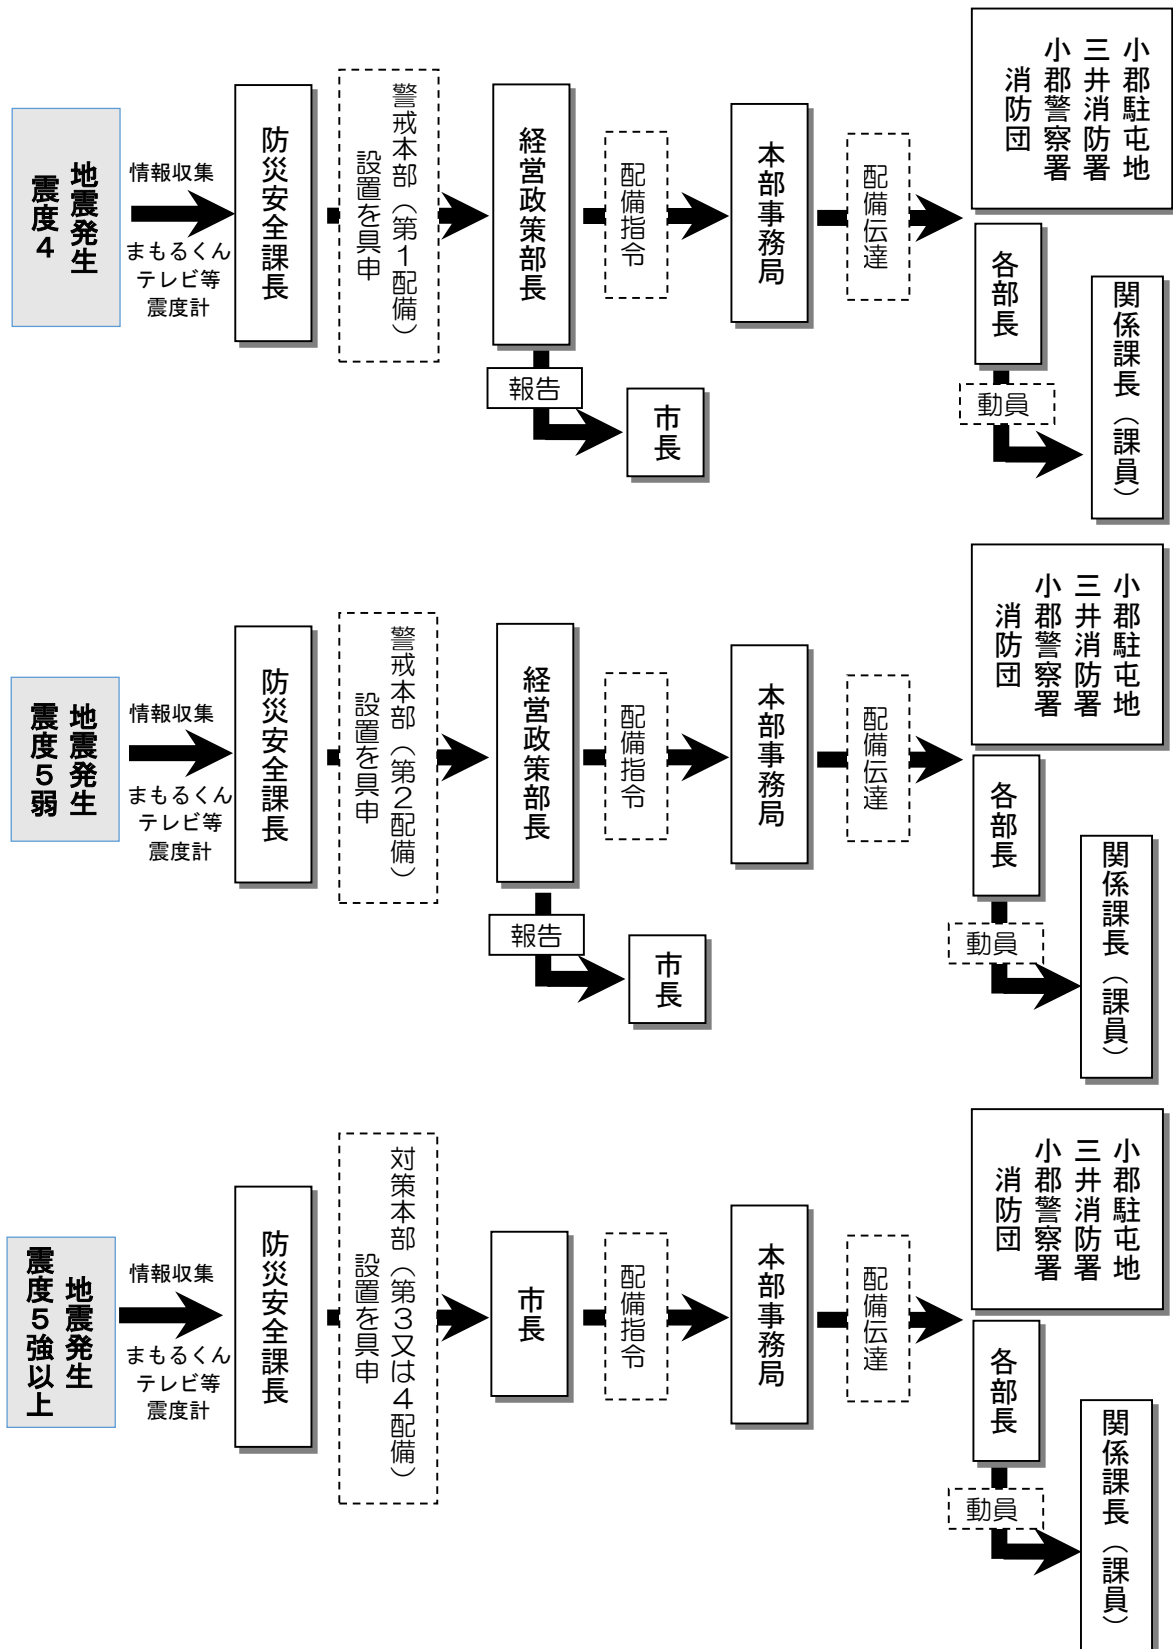 地震発生
震度4
情報収集
まもるくん
テレビ等
震度計
防災安全課長
警戒本部（第1配備）
設置を具申
経営政策部長
報告
市長
配備指令
本部事務局
配備伝達
小郡駐屯地
三井消防署
小郡警察署
消防団
各部長
動員
関係課長（課員）
地震発生
震度5弱
情報収集
まもるくん
テレビ等
震度計
防災安全課長
警戒本部（第2配備）
設置を具申
経営政策部長
報告
市長
配備指令
本部事務局
配備伝達
小郡駐屯地
三井消防署
小郡警察署
消防団
各部長
動員
関係課長（課員）
地震発生
震度5強以上
情報収集
まもるくん
テレビ等
震度計
防災安全課長
対策本部（第3又は4配備）
設置を具申
市長
配備指令
本部事務局
配備伝達
小郡駐屯地
三井消防署
小郡警察署
消防団
各部長
動員
関係課長（課員）